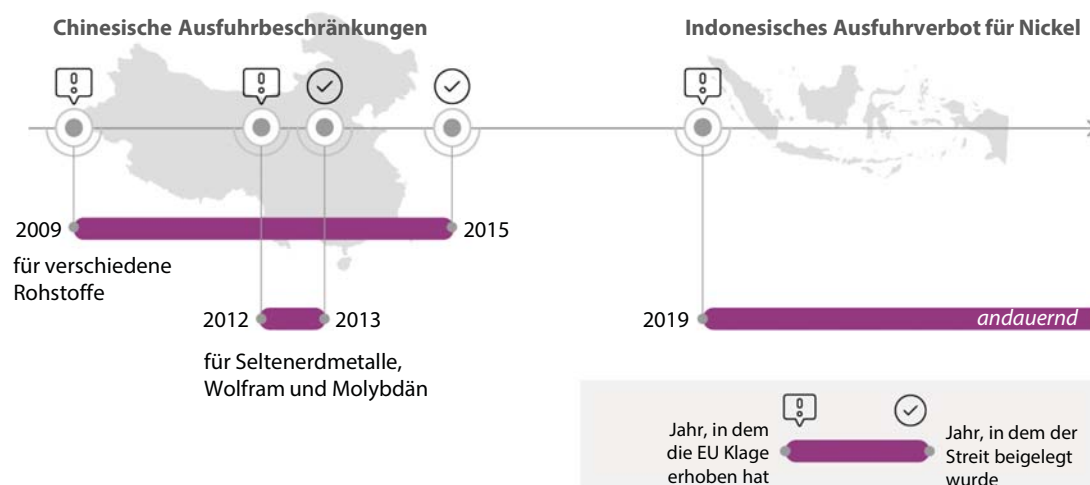 Chinesische Ausfuhrbeschränkungen
Indonesisches Ausfuhrverbot für Nickel
2009
2015
für verschiedene
Rohstoffe
2012
2013
für Seltenerdmetalle,
Wolfram und Molybdän
2019
andauernd
Jahr, in dem
die EU Klage
erhoben hat
Jahr, in dem der
Streit beigelegt
wurde